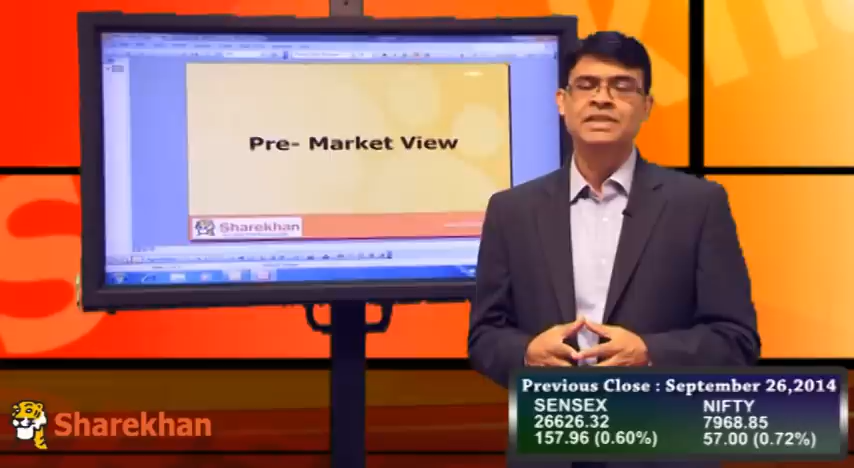 Pre- Market View
Sharekhan
Previous Close : September 26,2014
SENSEX NIFTY
26626.32 7968.85
157.96 (0.60%) 57.00 (0.72%)
Sharekhan